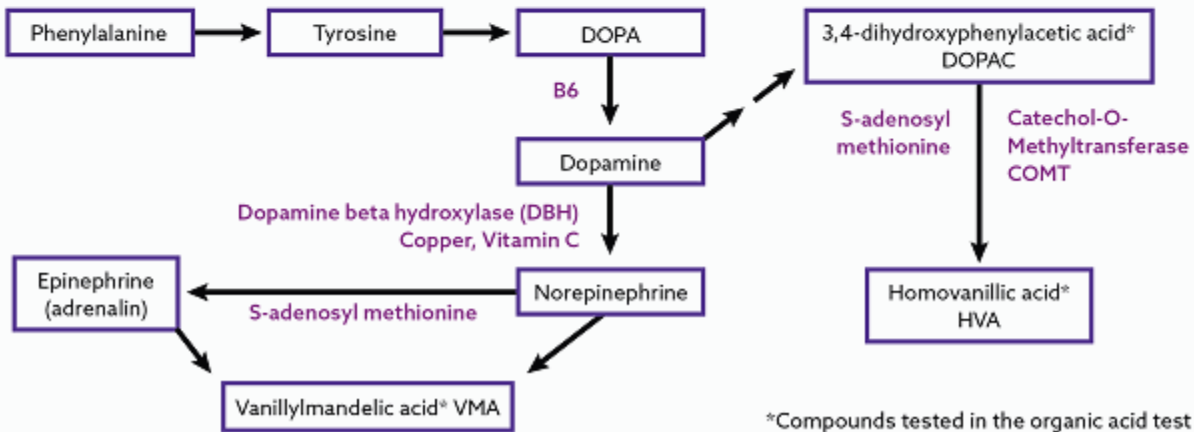 Phenylalanine
Tyrosine
DOPA
3,4-dihydroxyphenylacetic acid*
DOPAC
B6
S-adenosyl
methionine
Catechol-O-
Methyltransferase
COMT
Dopamine
Dopamine beta hydroxylase (DBH)
Copper, Vitamin C
Epinephrine
(adrenalin)
S-adenosyl methionine
Norepinephrine
Homovanillic acid*
HVA
Vanillylmandelic acid* VMA
*Compounds tested in the organic acid test